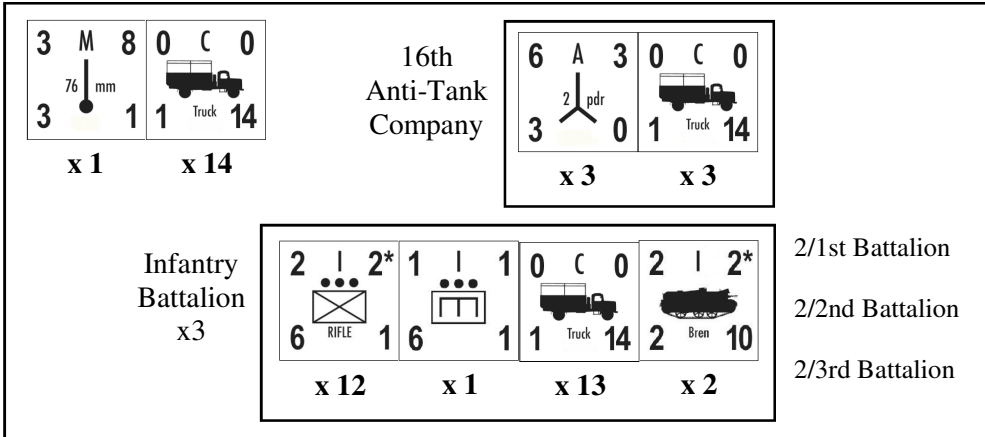 3 M 8
76 mm
3 1
x 1
0 C 0
Truck
1 14
x 14
16th
Anti-Tank
Company
6 A 3
2 pdr
3 0
x 3
0 C 0
Truck
1 14
x 3
Infantry
Battalion
x3
2 I 2*
RIFLE
6 1
x 12
1 I 1
6 1
x 1
0 C 0
Truck
1 14
x 13
2 I 2*
Bren
2 10
x 2
2/1st Battalion
2/2nd Battalion
2/3rd Battalion